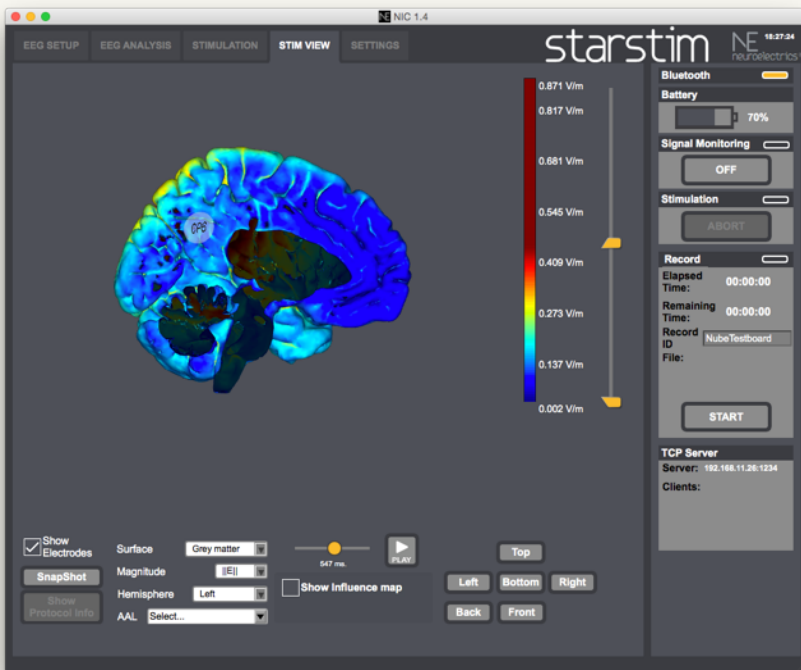 NE NIC 1.4
EEG SETUP
EEG ANALYSIS
STIMULATION
STIM VIEW
SETTINGS
starstim
NE
18:27:24
neuroelectrics
0.871 V/m
0.817 V/m
0.681 V/m
0.545 V/m
0.409 V/m
0.273 V/m
0.137 V/m
0.002 V/m
CP6
Bluetooth
Battery
70%
Signal Monitoring
OFF
Stimulation
ABORT
Record
Elapsed
Time:
00:00:00
Remaining
Time:
00:00:00
Record
ID
NubeTestboard
File:
START
TCP Server
Server: 192.168.11.26:1234
Clients:
Show
Electrodes
SnapShot
Show
Protocol Info
Surface
Grey matter
Magnitude
||E||
Hemisphere
Left
AAL
Select...
547 ms.
PLAY
Show Influence map
Top
Left
Bottom
Right
Back
Front